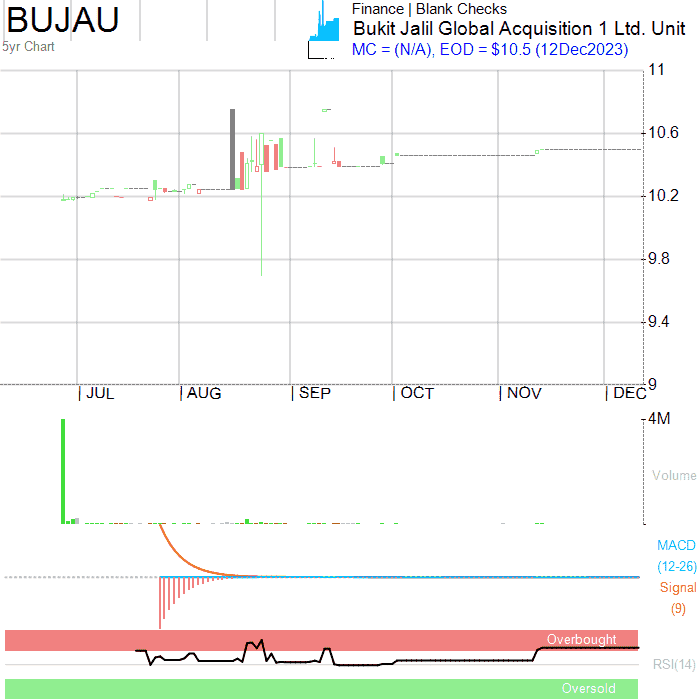 BUJAU
5yr Chart
Finance | Blank Checks
Bukit Jalil Global Acquisition 1 Ltd. Unit
MC = (N/A), EOD = $10.5 (12Dec2023)
11
10.6
10.2
9.8
9.4
9
JUL AUG SEP OCT NOV DEC
4M
Volume
MACD
(12-26)
Signal
(9)
Overbought
RSI(14)
Oversold